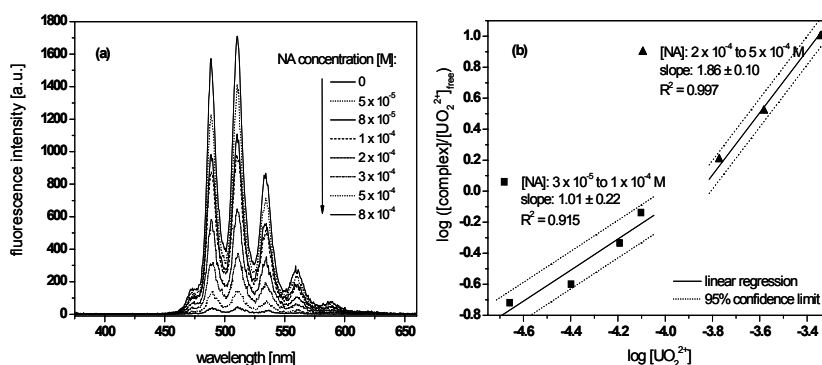 (a)
NA concentration [M]:
0
5 x 10⁻⁵
8 x 10⁻⁵
1 x 10⁻⁴
2 x 10⁻⁴
3 x 10⁻⁴
5 x 10⁻⁴
8 x 10⁻⁴
fluorescence intensity [a.u.]
1800
1600
1400
1200
1000
800
600
400
200
0
400 450 500 550 600 650
wavelength [nm]
(b)
[NA]: 2 x 10⁻⁴ to 5 x 10⁻⁴ M
slope: 1.86 ± 0.10
R² = 0.997
[NA]: 3 x 10⁻⁵ to 1 x 10⁻⁴ M
slope: 1.01 ± 0.22
R² = 0.915
linear regression
95% confidence limit
log ([complex]/[UO₂²⁺]free)
1.0
0.8
0.6
0.4
0.2
0.0
-0.2
-0.4
-0.6
-0.8
-4.6 -4.4 -4.2 -4.0 -3.8 -3.6 -3.4
log [UO₂²⁺]